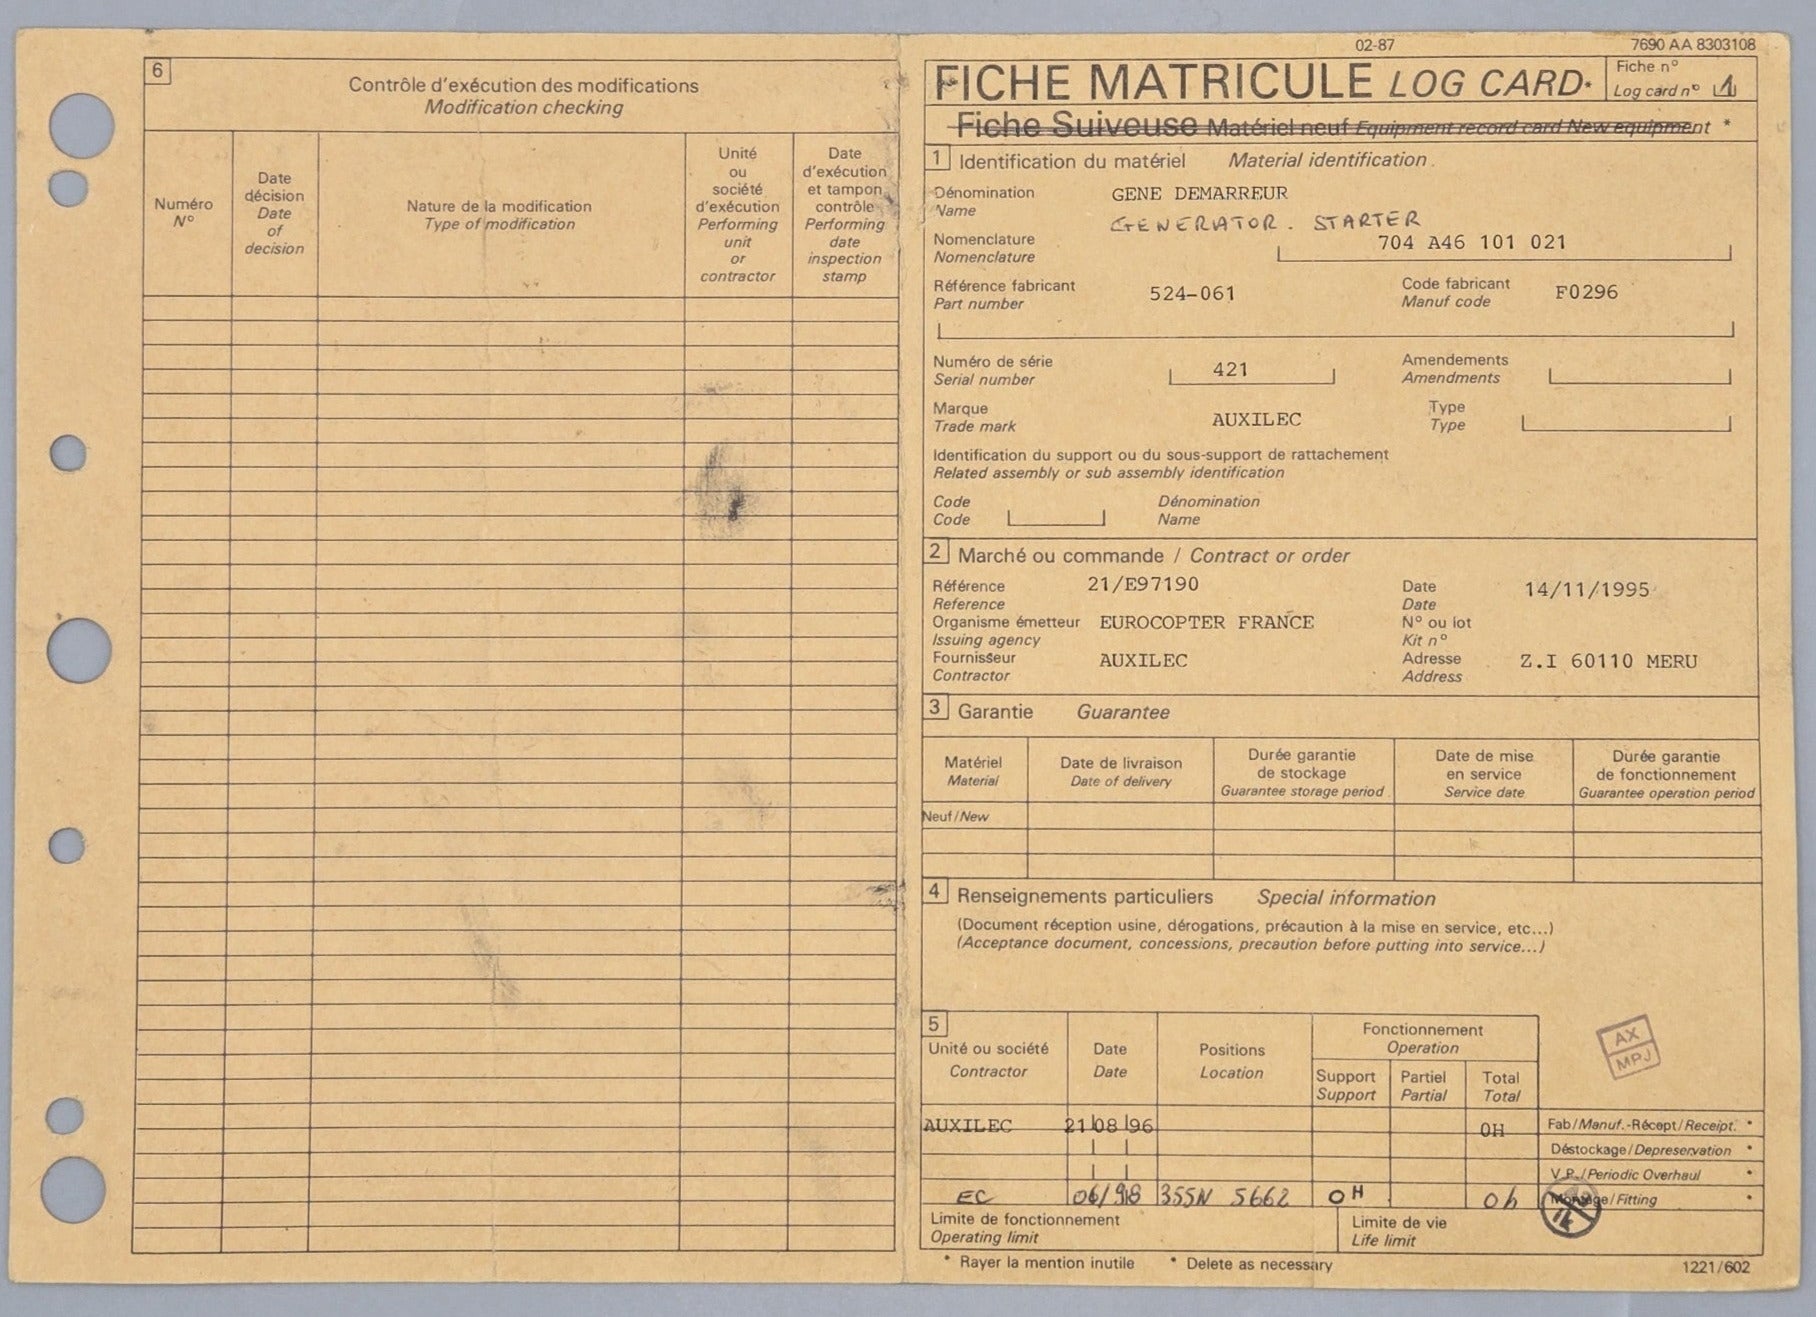 6
Contrôle d'exécution des modifications
Modification checking
Numéro
N°
Date
décision
Date
of
decision
Nature de la modification
Type of modification
Unité
ou
société
d'exécution
Performing
unit
or
contractor
Date
d'exécution
et tampon
contrôle
Performing
date
inspection
stamp
02-87
7690 AA 8303108
FICHE MATRICULE LOG CARD*
Fiche n°
Log card n° 1
Fiche Suiveuse Matériel neuf Equipment record card New equipment *
1 Identification du matériel Material identification.
Dénomination GENE DEMARREUR
Name GENERATOR. STARTER
Nomenclature 704 A46 101 021
Nomenclature
Référence fabricant 524-061 Code fabricant F0296
Part number Manuf code
Numéro de série 421 Amendements
Serial number Amendments
Marque AUXILEC Type
Trade mark Type
Identification du support ou du sous-support de rattachement
Related assembly or sub assembly identification
Code Dénomination
Code Name
2 Marché ou commande / Contract or order
Référence 21/E97190 Date 14/11/1995
Reference Date
Organisme émetteur EUROCOPTER FRANCE N° ou lot
Issuing agency Kit n°
Fournisseur AUXILEC Adresse Z.I 60110 MERU
Contractor Address
3 Garantie Guarantee
Matériel
Material
Date de livraison
Date of delivery
Durée garantie
de stockage
Guarantee storage period.
Date de mise
en service
Service date
Durée garantie
de fonctionnement
Guarantee operation period
Neuf/New
4 Renseignements particuliers Special information
(Document réception usine, dérogations, précaution à la mise en service, etc...)
(Acceptance document, concessions, precaution before putting into service...)
5
Unité ou société
Contractor
Date
Date
Positions
Location
Fonctionnement
Operation
Support
Support
Partiel
Partial
Total
Total
AX
MPJ
AUXILEC 21 08 96 0H Fab/Manuf.-Récept/Receipt. *
Déstockage/Depreservation *
V.P./Periodic Overhaul *
EC 06/98 355N 5662 0H 0h Montage/Fitting *
Limite de fonctionnement
Operating limit
Limite de vie
Life limit
* Rayer la mention inutile * Delete as necessary
1221/602